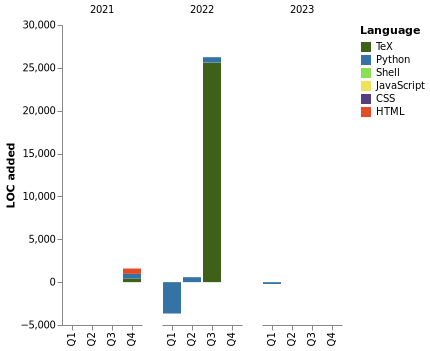 2021 2022 2023
Language
TeX
Python
Shell
JavaScript
CSS
HTML
LOC added
30,000
25,000
20,000
15,000
10,000
5,000
0
−5,000
Q1 Q2 Q3 Q4 Q1 Q2 Q3 Q4 Q1 Q2 Q3 Q4